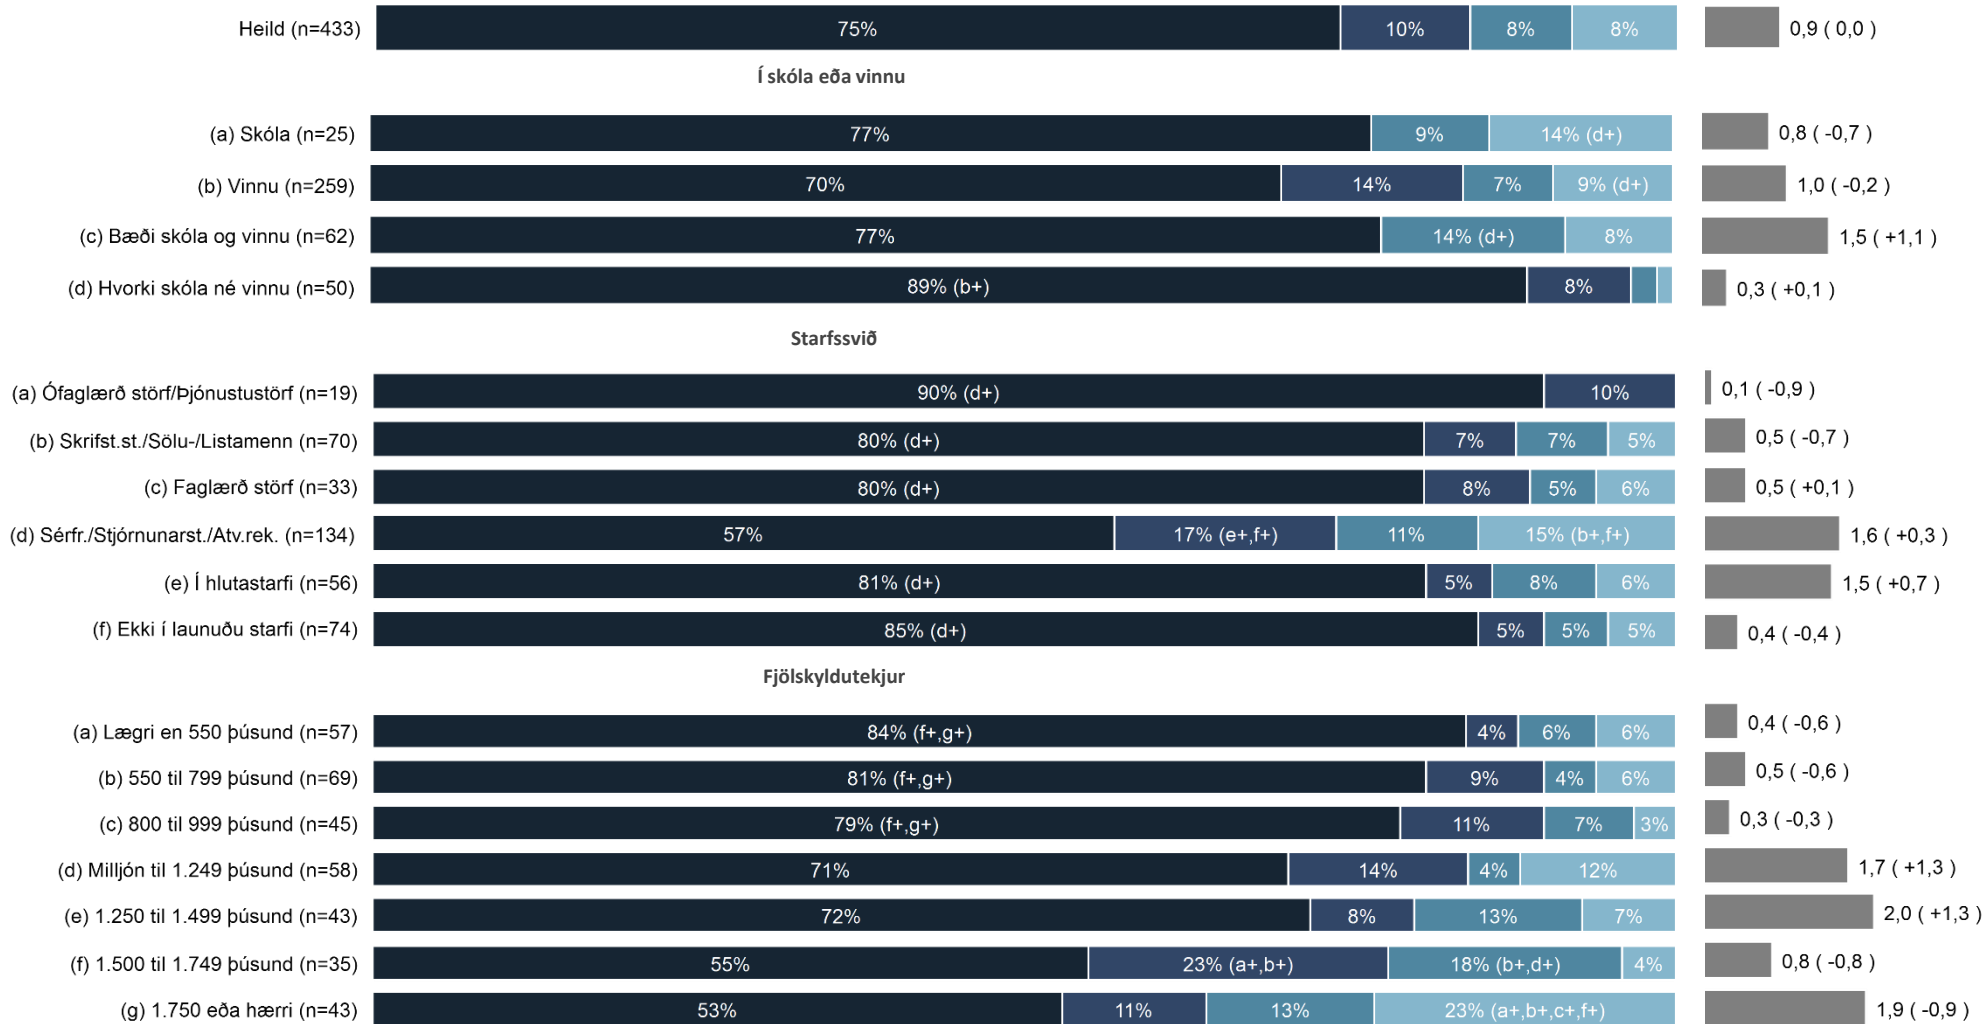 Heild (n=433) 75% 10% 8% 8% 0,9 ( 0,0 )
Í skóla eða vinnu
(a) Skóla (n=25) 77% 9% 14% (d+) 0,8 ( -0,7 )
(b) Vinnu (n=259) 70% 14% 7% 9% (d+) 1,0 ( -0,2 )
(c) Bæði skóla og vinnu (n=62) 77% 14% (d+) 8% 1,5 ( +1,1 )
(d) Hvorki skóla né vinnu (n=50) 89% (b+) 8% 0,3 ( +0,1 )
Starfssvið
(a) Ófaglærð störf/Þjónustustörf (n=19) 90% (d+) 10% 0,1 ( -0,9 )
(b) Skrifst.st./Sölu-/Listamenn (n=70) 80% (d+) 7% 7% 5% 0,5 ( -0,7 )
(c) Faglærð störf (n=33) 80% (d+) 8% 5% 6% 0,5 ( +0,1 )
(d) Sérfr./Stjórnunarst./Atv.rek. (n=134) 57% 17% (e+,f+) 11% 15% (b+,f+) 1,6 ( +0,3 )
(e) Í hlutastarfi (n=56) 81% (d+) 5% 8% 6% 1,5 ( +0,7 )
(f) Ekki í launuðu starfi (n=74) 85% (d+) 5% 5% 5% 0,4 ( -0,4 )
Fjölskyldutekjur
(a) Lægri en 550 þúsund (n=57) 84% (f+,g+) 4% 6% 6% 0,4 ( -0,6 )
(b) 550 til 799 þúsund (n=69) 81% (f+,g+) 9% 4% 6% 0,5 ( -0,6 )
(c) 800 til 999 þúsund (n=45) 79% (f+,g+) 11% 7% 3% 0,3 ( -0,3 )
(d) Milljón til 1.249 þúsund (n=58) 71% 14% 4% 12% 1,7 ( +1,3 )
(e) 1.250 til 1.499 þúsund (n=43) 72% 8% 13% 7% 2,0 ( +1,3 )
(f) 1.500 til 1.749 þúsund (n=35) 55% 23% (a+,b+) 18% (b+,d+) 4% 0,8 ( -0,8 )
(g) 1.750 eða hærri (n=43) 53% 11% 13% 23% (a+,b+,c+,f+) 1,9 ( -0,9 )